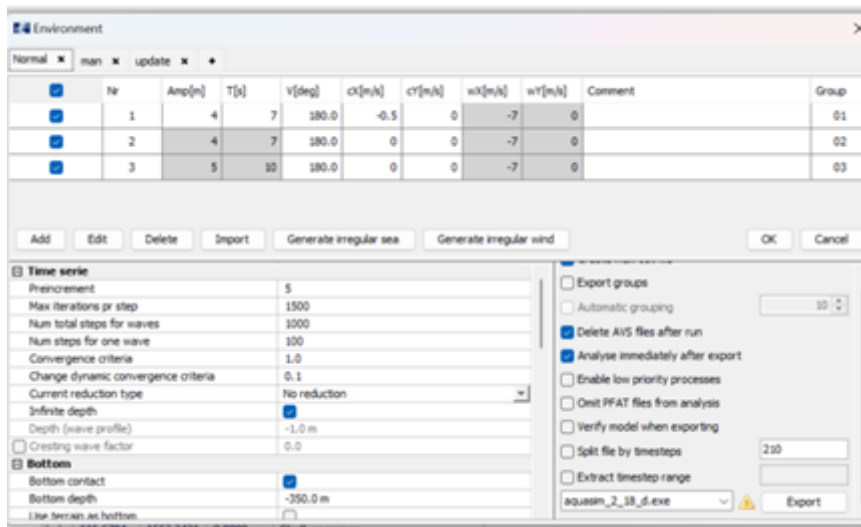 Environment
Normal man update +
Nr Amp[m] T[s] V[deg] cX[m/s] cY[m/s] wX[m/s] wY[m/s] Comment Group
1 4 7 180.0 -0.5 0 -7 0 01
2 4 7 180.0 0 0 -7 0 02
3 5 10 180.0 0 0 -7 0 03
Add Edit Delete Import Generate irregular sea Generate irregular wind OK Cancel
Time serie
Preincrement 5
Max iterations pr step 1500
Num total steps for waves 1000
Num steps for one wave 100
Convergence criteria 1.0
Change dynamic convergence criteria 0.1
Current reduction type No reduction
Infinite depth
Depth (wave profile) -1.0 m
Cresting wave factor 0.0
Bottom
Bottom contact
Bottom depth -350.0 m
Use terrain as bottom
Export groups
Automatic grouping 10
Delete AVS files after run
Analyse immediately after export
Enable low priority processes
Omit PFAT files from analysis
Verify model when exporting
Split file by timesteps 210
Extract timestep range
aquasim_2_18_d.exe Export